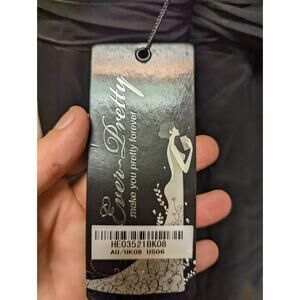 Ever-Pretty
make you pretty forever
HE03521BK08
AU/UK08 US06